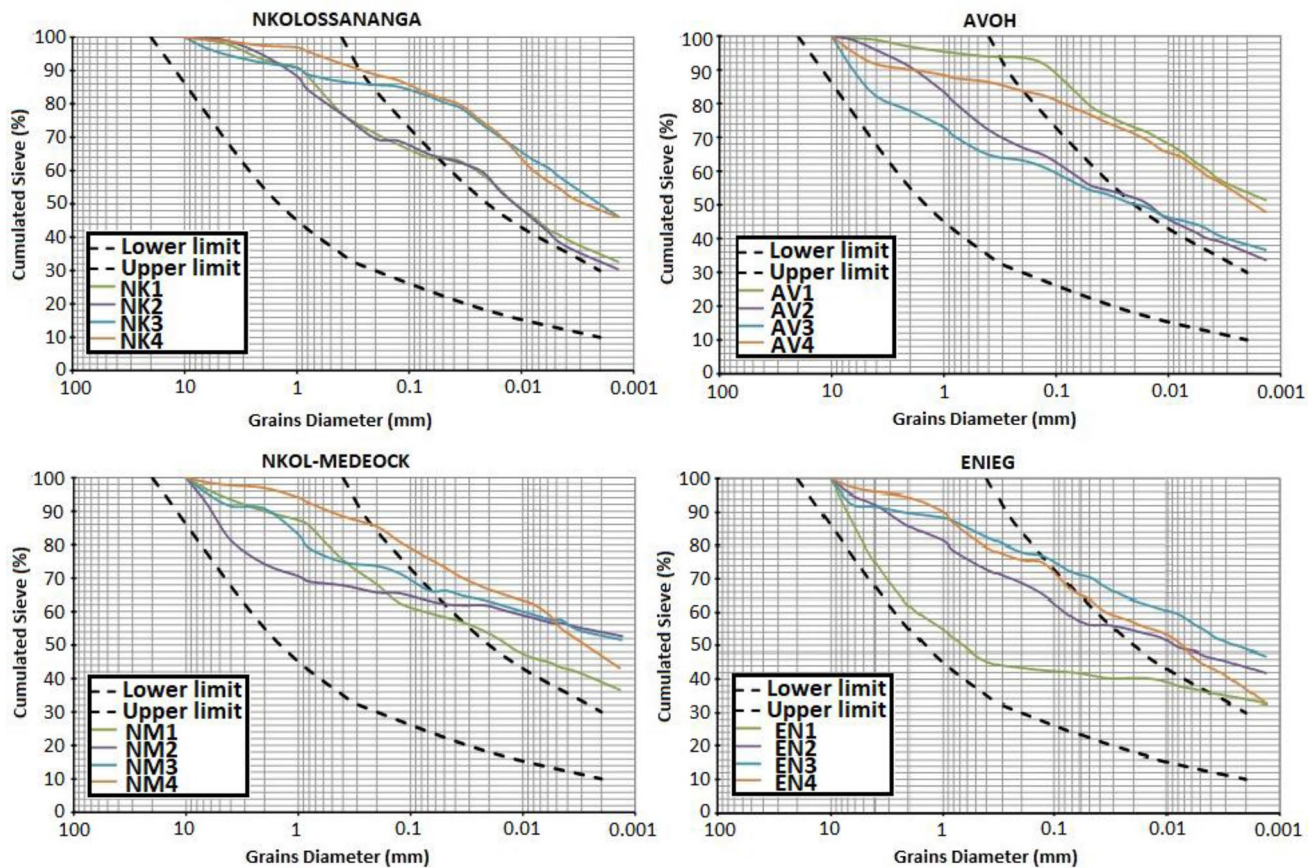 NKOLOSSANANGA
Cumulated Sieve (%)
100
90
80
70
60
50
40
30
20
10
0
Lower limit
Upper limit
NK1
NK2
NK3
NK4
100 10 1 0.1 0.01 0.001
Grains Diameter (mm)
AVOH
Cumulated Sieve (%)
100
90
80
70
60
50
40
30
20
10
0
Lower limit
Upper limit
AV1
AV2
AV3
AV4
100 10 1 0.1 0.01 0.001
Grains Diameter (mm)
NKOL-MEDEOCK
Cumulated Sieve (%)
100
90
80
70
60
50
40
30
20
10
0
Lower limit
Upper limit
NM1
NM2
NM3
NM4
100 10 1 0.1 0.01 0.001
Grains Diameter (mm)
ENIEG
Cumulated Sieve (%)
100
90
80
70
60
50
40
30
20
10
0
Lower limit
Upper limit
EN1
EN2
EN3
EN4
100 10 1 0.1 0.01 0.001
Grains Diameter (mm)